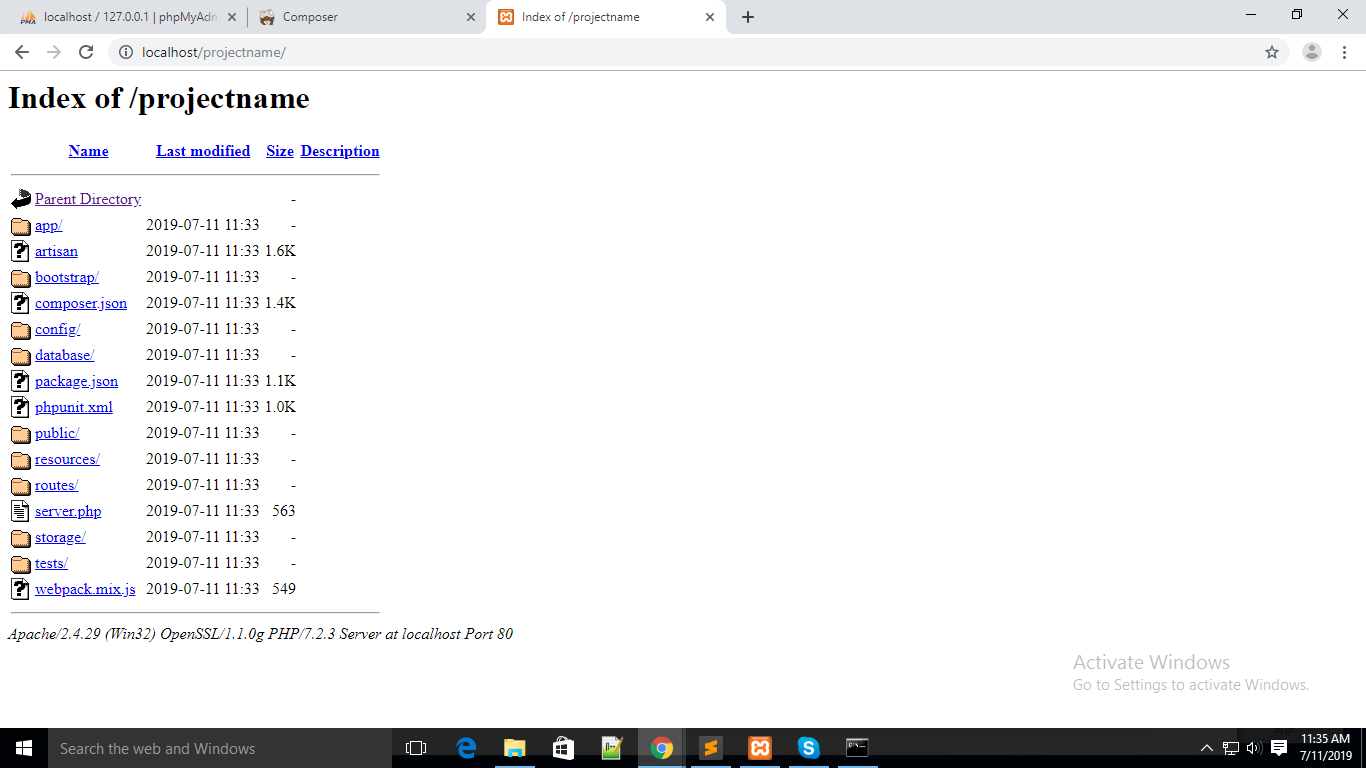 localhost / 127.0.0.1 | phpMyAdm
Composer
Index of /projectname
localhost/projectname/
Index of /projectname
Name Last modified Size Description
Parent Directory -
app/ 2019-07-11 11:33 -
artisan 2019-07-11 11:33 1.6K
bootstrap/ 2019-07-11 11:33 -
composer.json 2019-07-11 11:33 1.4K
config/ 2019-07-11 11:33 -
database/ 2019-07-11 11:33 -
package.json 2019-07-11 11:33 1.1K
phpunit.xml 2019-07-11 11:33 1.0K
public/ 2019-07-11 11:33 -
resources/ 2019-07-11 11:33 -
routes/ 2019-07-11 11:33 -
server.php 2019-07-11 11:33 563
storage/ 2019-07-11 11:33 -
tests/ 2019-07-11 11:33 -
webpack.mix.js 2019-07-11 11:33 549
Apache/2.4.29 (Win32) OpenSSL/1.1.0g PHP/7.2.3 Server at localhost Port 80
Activate Windows
Go to Settings to activate Windows.
Search the web and Windows
11:35 AM
7/11/2019